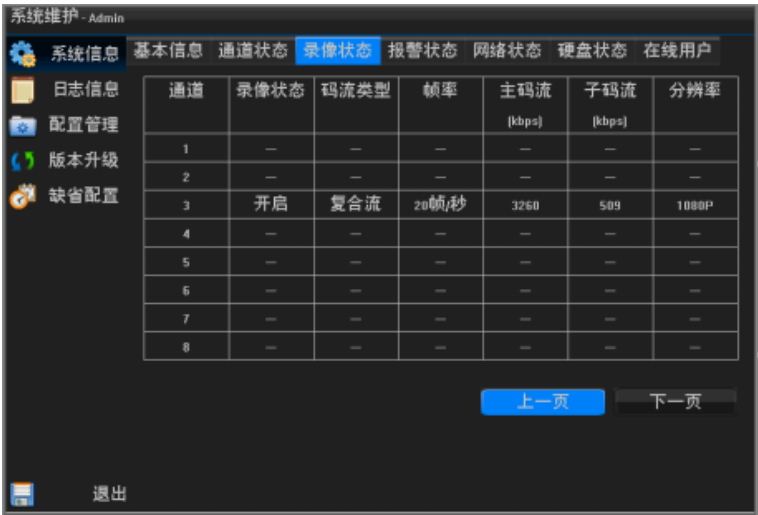 系统维护 - Admin
系统信息 基本信息 通道状态 录像状态 报警状态 网络状态 硬盘状态 在线用户
日志信息
配置管理
版本升级
缺省配置
通道 录像状态 码流类型 帧率 主码流 子码流 分辨率
(kbps) (kbps)
1 — — — — — —
2 — — — — — —
3 开启 复合流 20帧/秒 3260 509 1080P
4 — — — — — —
5 — — — — — —
6 — — — — — —
7 — — — — — —
8 — — — — — —
上一页 下一页
退出